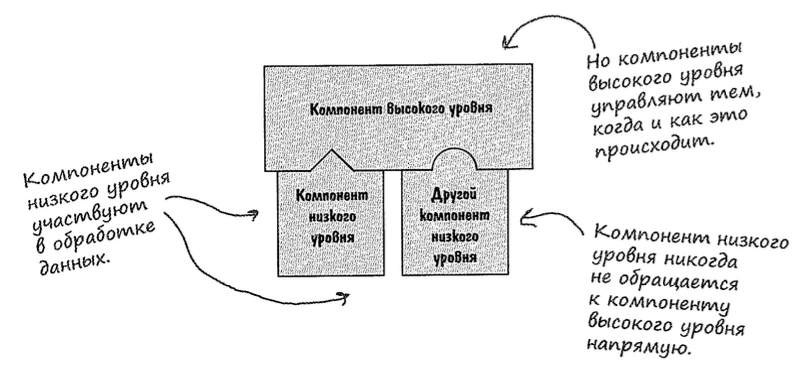 Но компоненты
высокого уровня
управляют тем,
когда и как это
происходит.
Компонент высокого уровня
Компоненты
низкого уровня
участвуют
в обработке
данных.
Компонент
низкого
уровня
Другой
компонент
низкого
уровня
Компонент низкого
уровня никогда
не обращается
к компоненту
высокого уровня
напрямую.